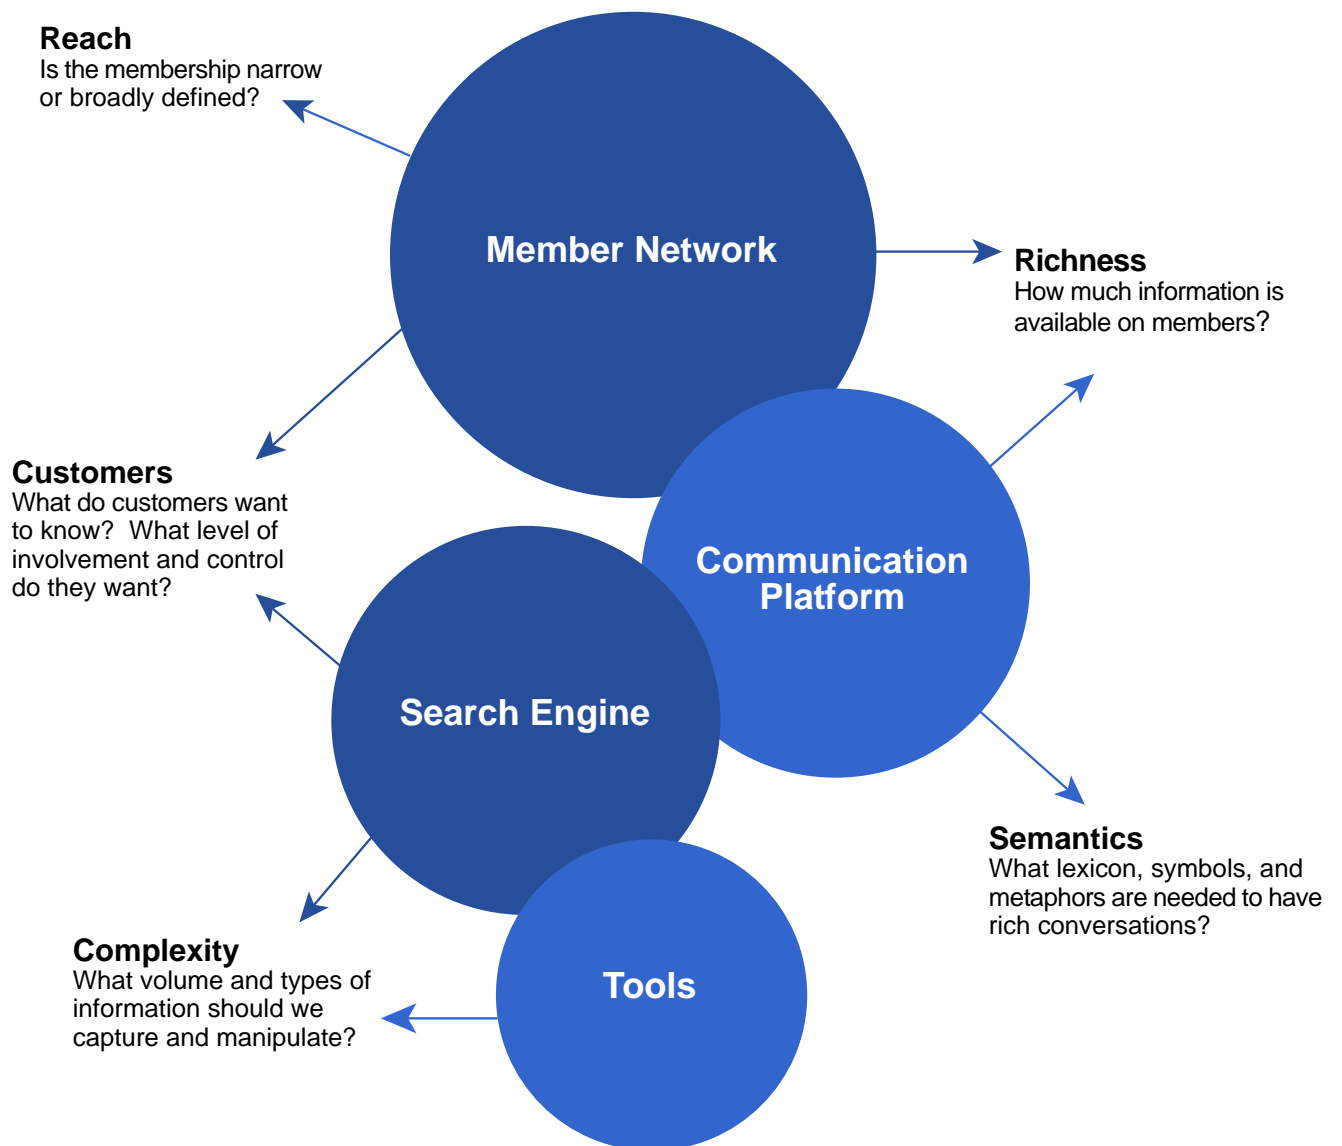 Reach
Is the membership narrow
or broadly defined?
Member Network
Richness
How much information is
available on members?
Customers
What do customers want
to know?  What level of
involvement and control
do they want?
Communication
Platform
Search Engine
Semantics
What lexicon, symbols, and
metaphors are needed to have
rich conversations?
Complexity
What volume and types of
information should we
capture and manipulate?
Tools